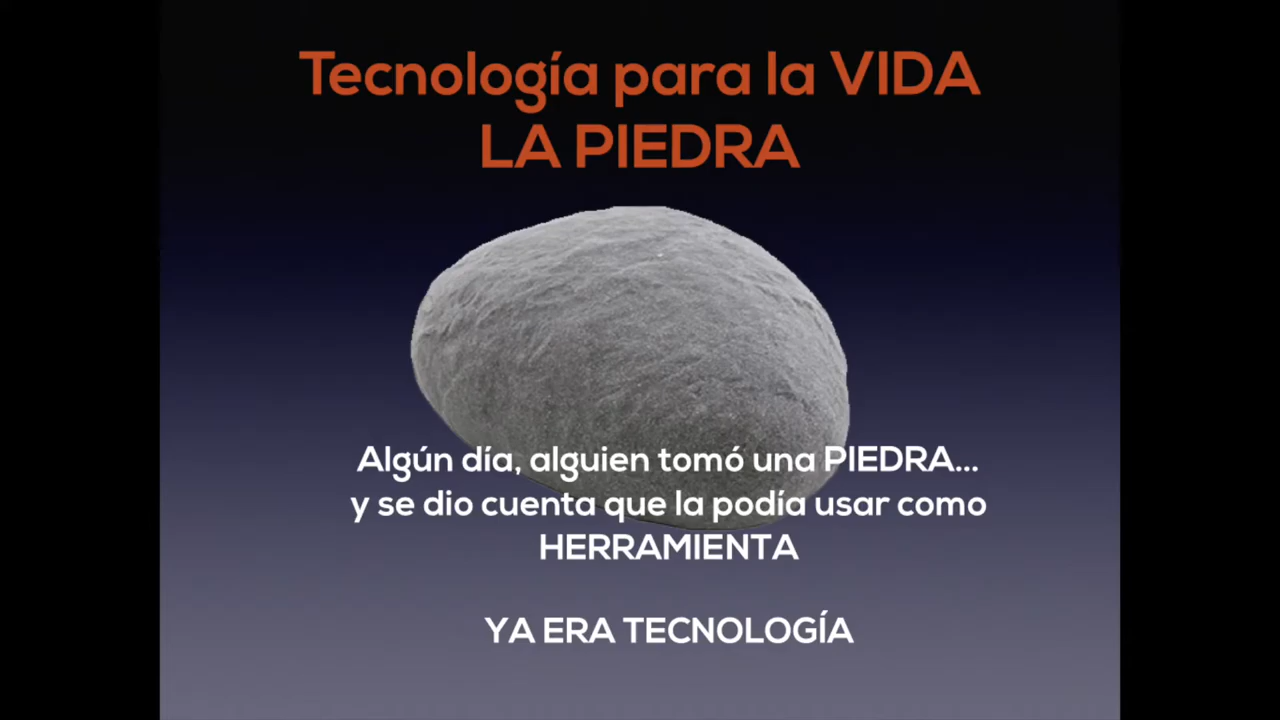 Tecnología para la VIDA
LA PIEDRA
Algún día, alguien tomó una PIEDRA...
y se dio cuenta que la podía usar como
HERRAMIENTA
YA ERA TECNOLOGÍA